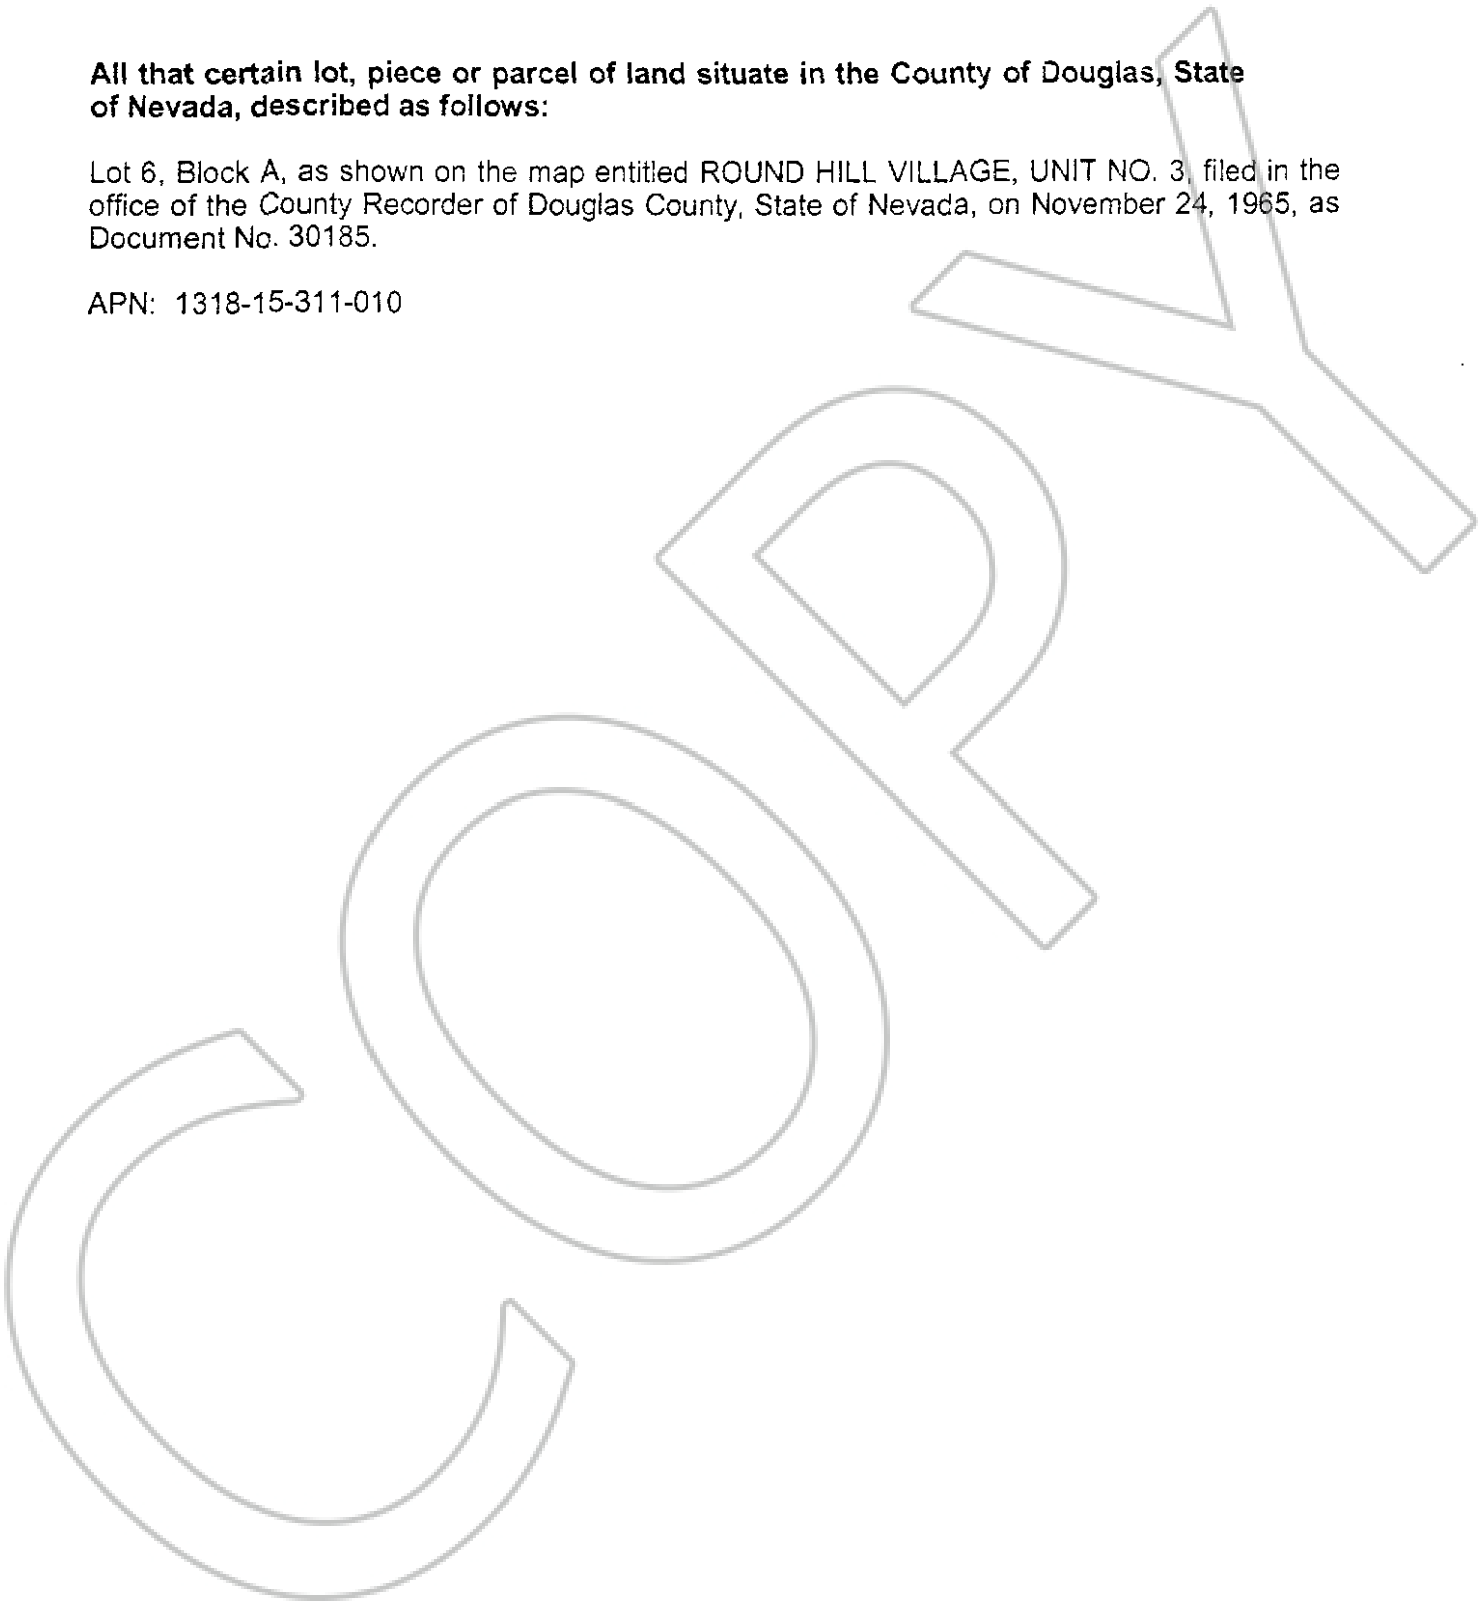 All that certain lot, piece or parcel of land situate in the County of Douglas, State
of Nevada, described as follows:
Lot 6, Block A, as shown on the map entitled ROUND HILL VILLAGE, UNIT NO. 3, filed in the
office of the County Recorder of Douglas County, State of Nevada, on November 24, 1965, as
Document No. 30185.
APN: 1318-15-311-010
COPY